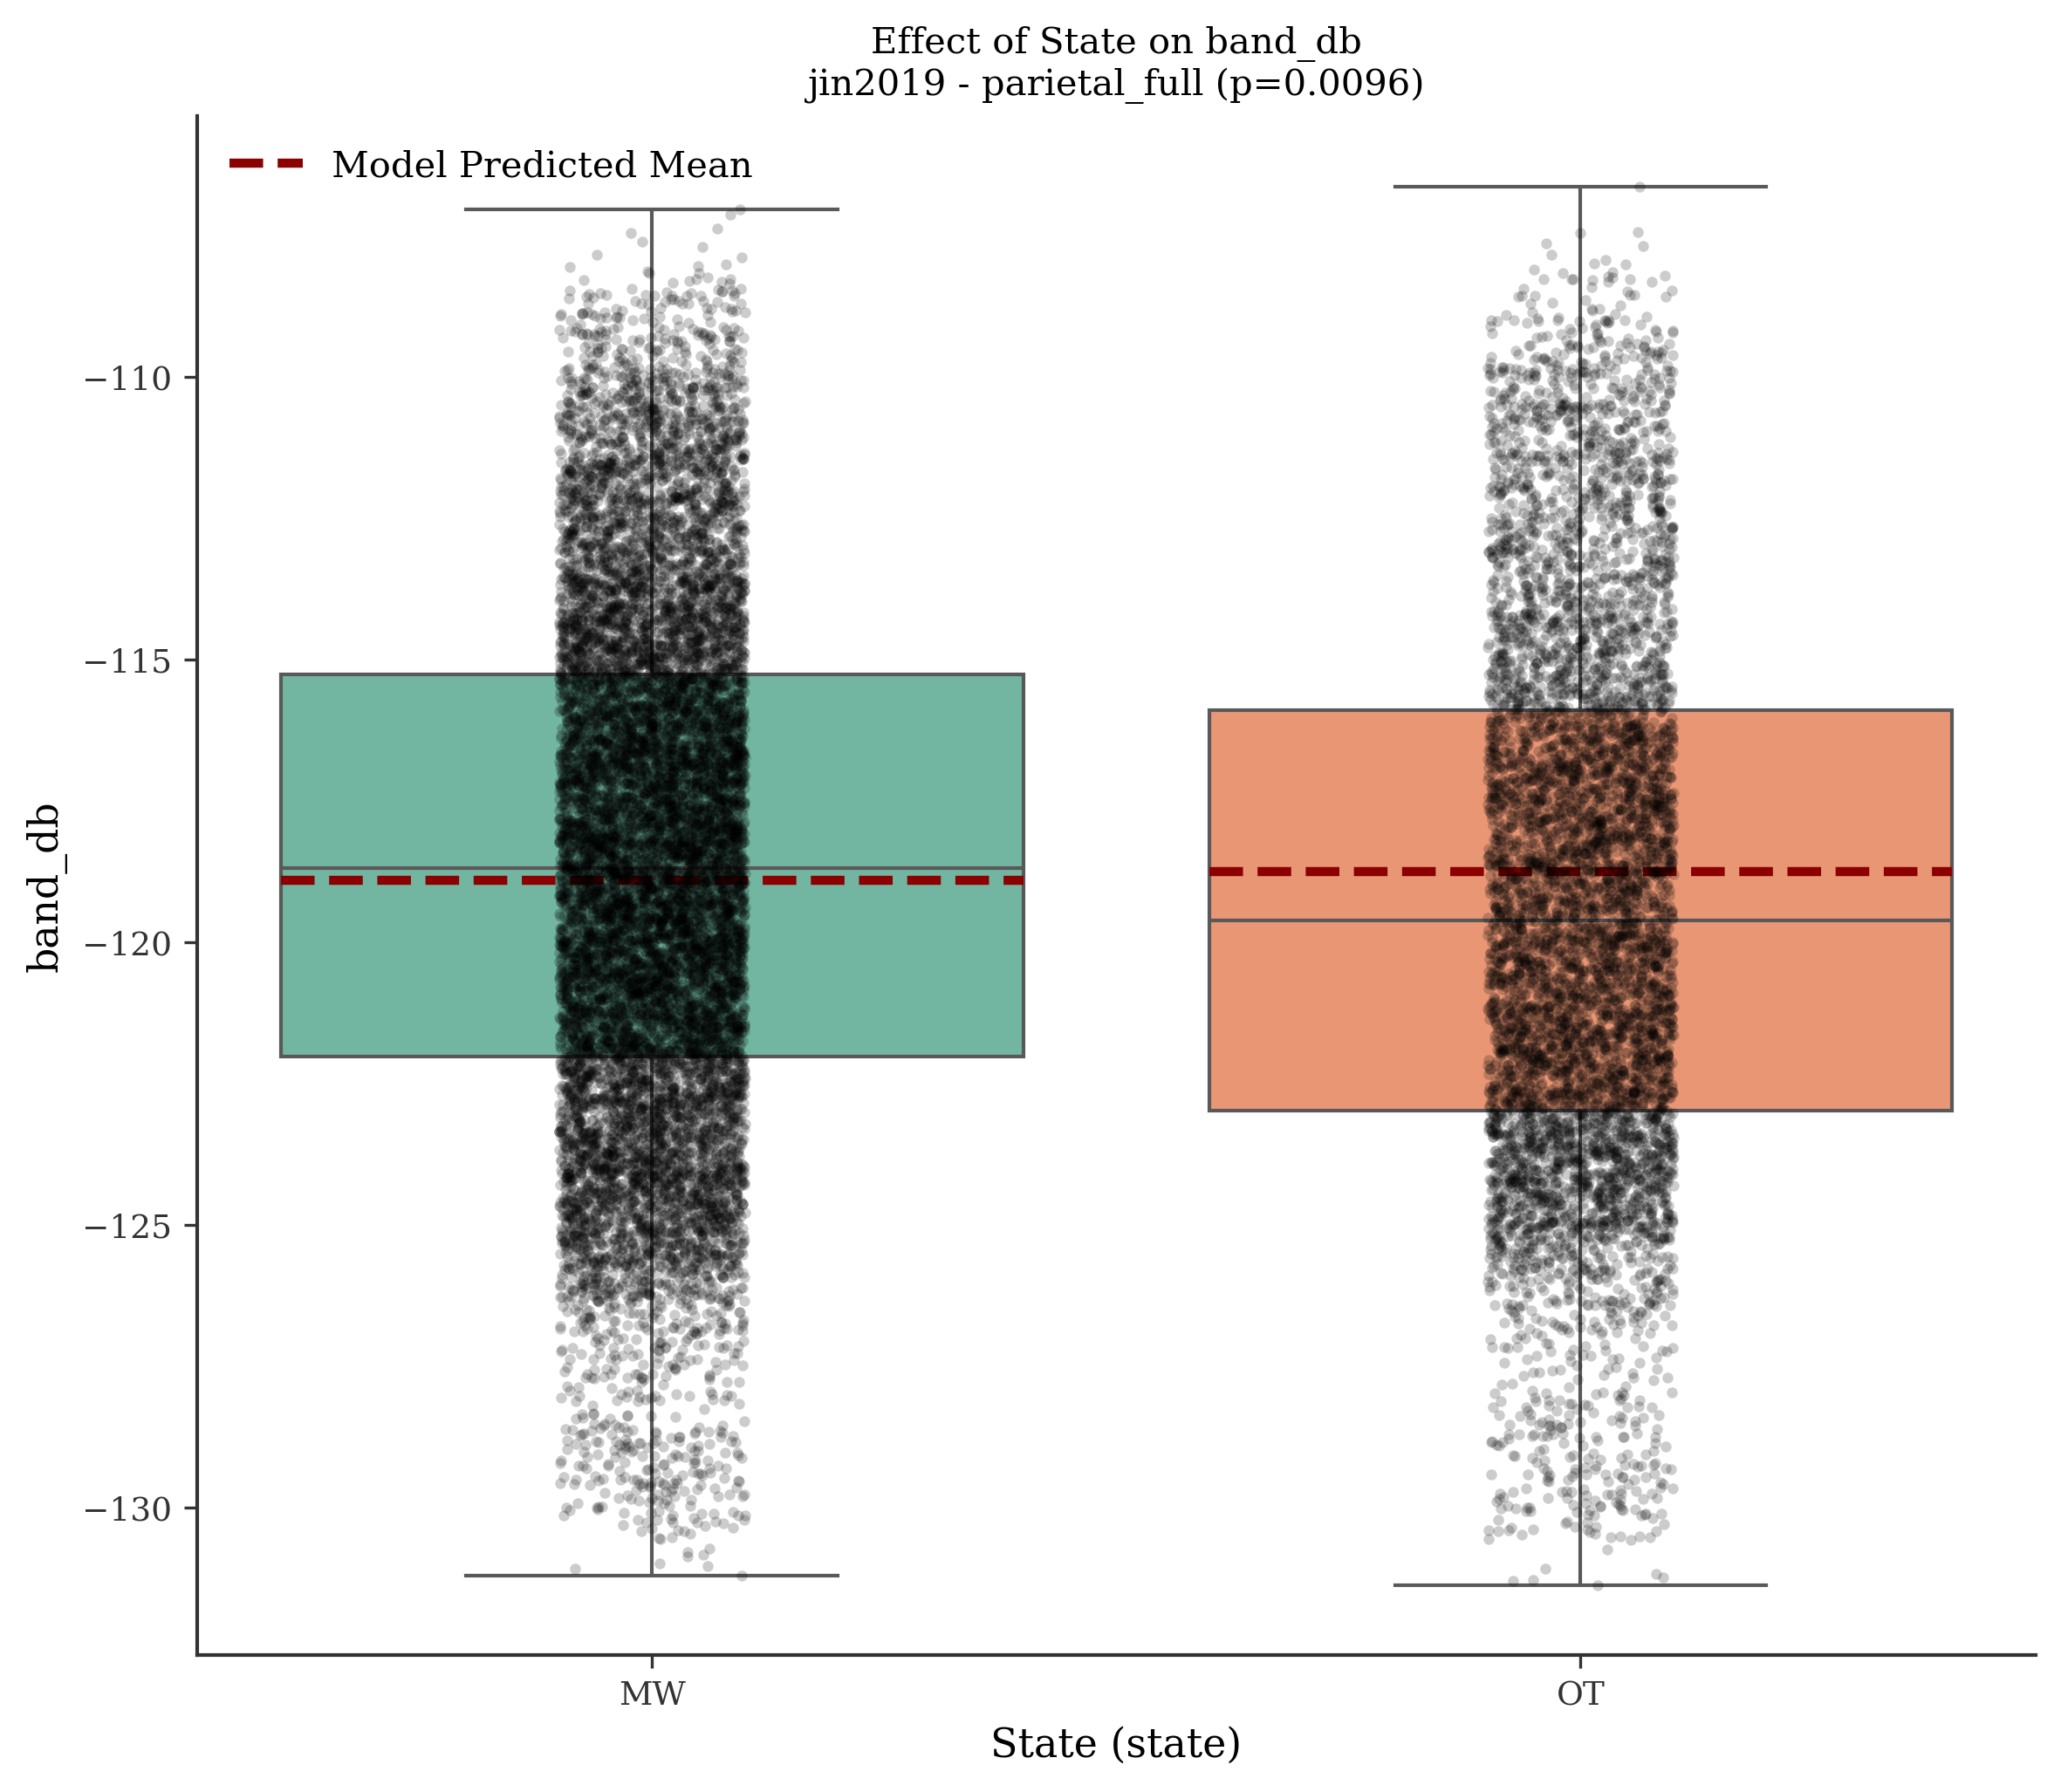 Effect of State on band_db
jin2019 - parietal_full (p=0.0096)
Model Predicted Mean
−110
−115
−120
−125
−130
band_db
MW
OT
State (state)